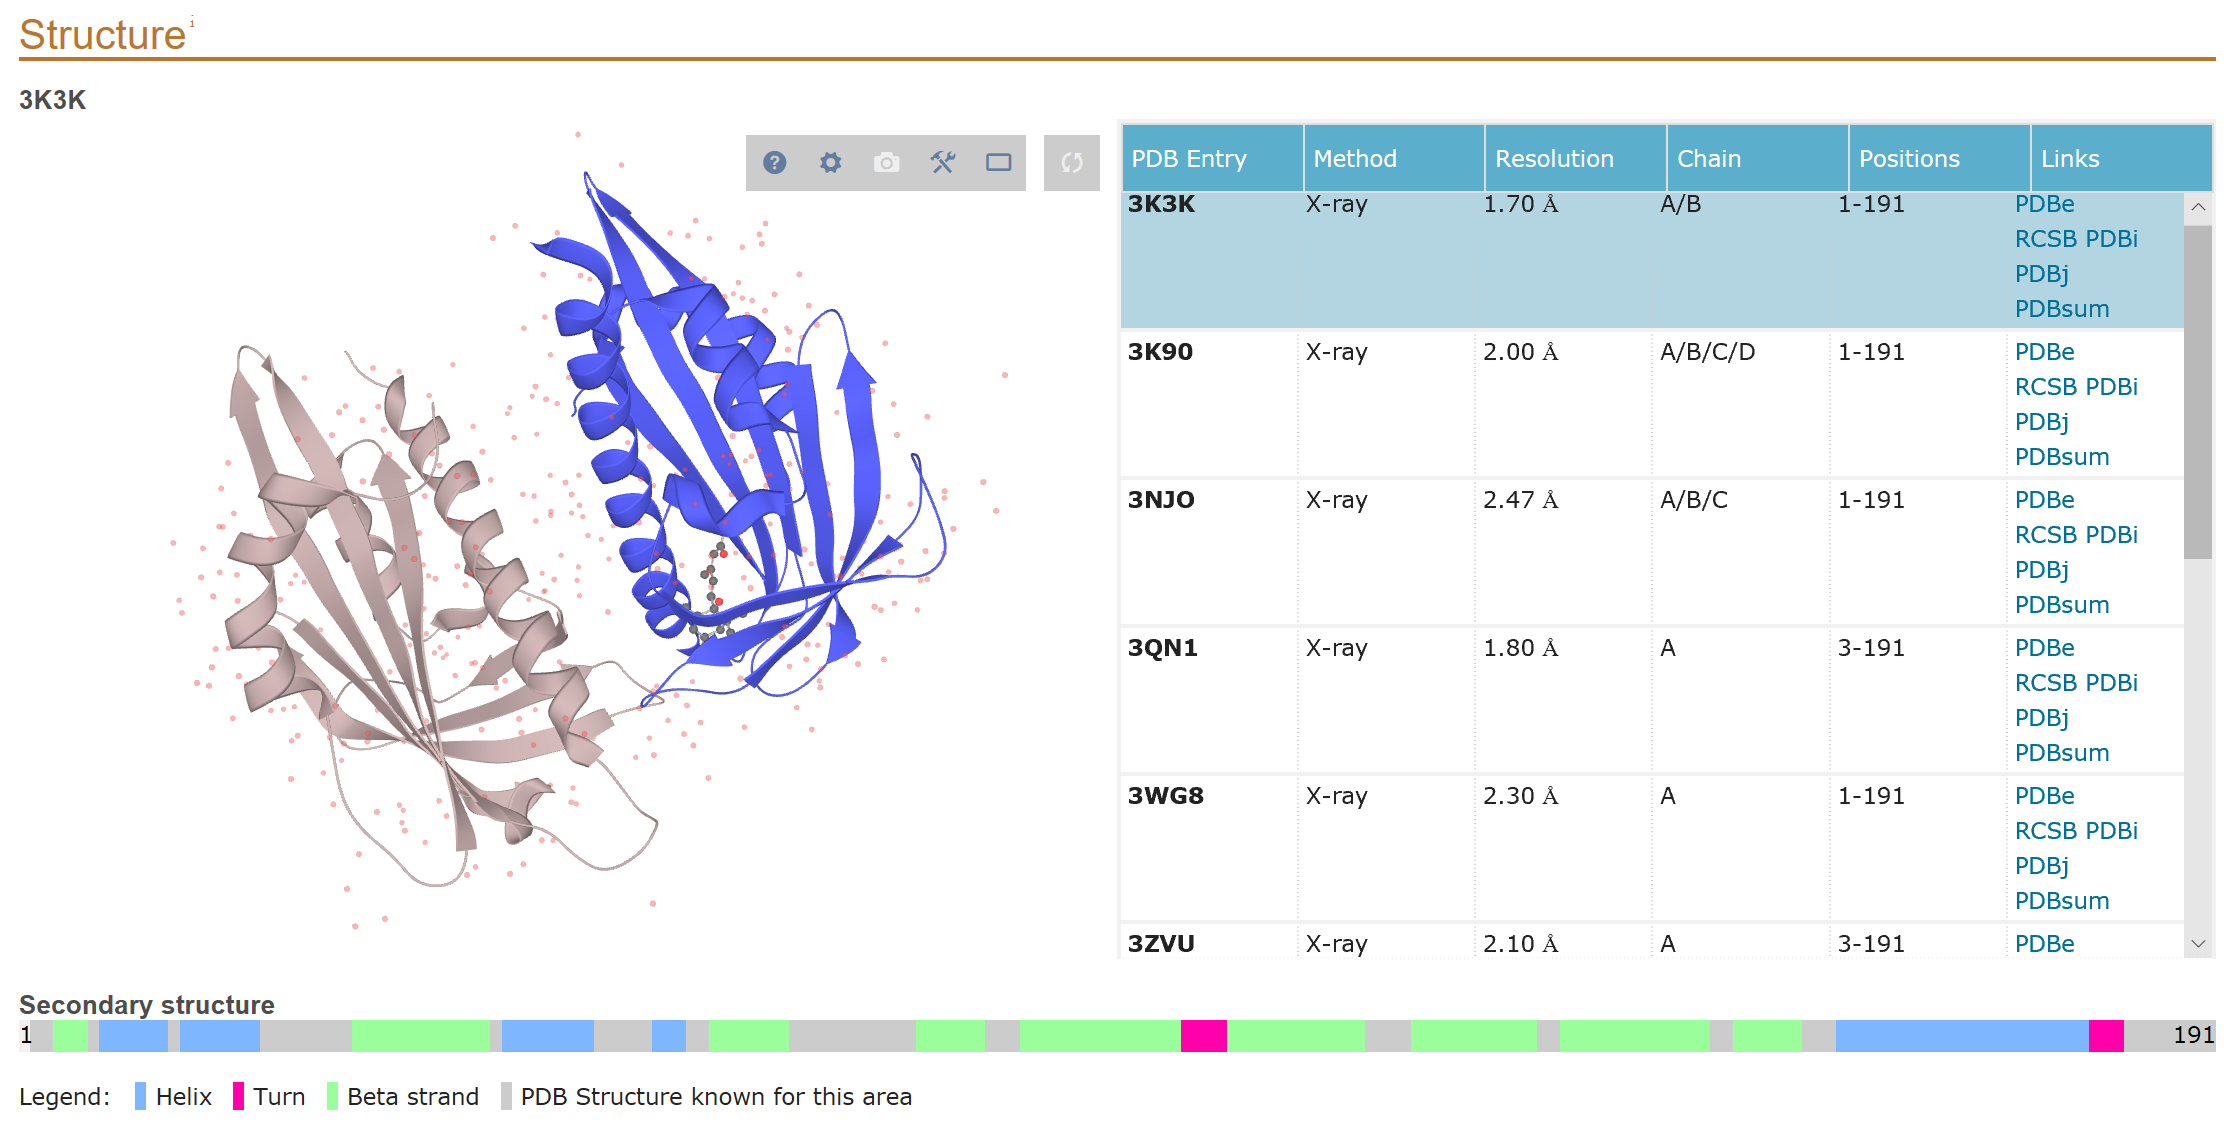 Structure i
3K3K
PDB Entry Method Resolution Chain Positions Links
3K3K X-ray 1.70 Å A/B 1-191 PDBe
RCSB PDBi
PDBj
PDBsum
3K90 X-ray 2.00 Å A/B/C/D 1-191 PDBe
RCSB PDBi
PDBj
PDBsum
3NJO X-ray 2.47 Å A/B/C 1-191 PDBe
RCSB PDBi
PDBj
PDBsum
3QN1 X-ray 1.80 Å A 3-191 PDBe
RCSB PDBi
PDBj
PDBsum
3WG8 X-ray 2.30 Å A 1-191 PDBe
RCSB PDBi
PDBj
PDBsum
3ZVU X-ray 2.10 Å A 3-191 PDBe
Secondary structure
1 191
Legend: Helix Turn Beta strand PDB Structure known for this area